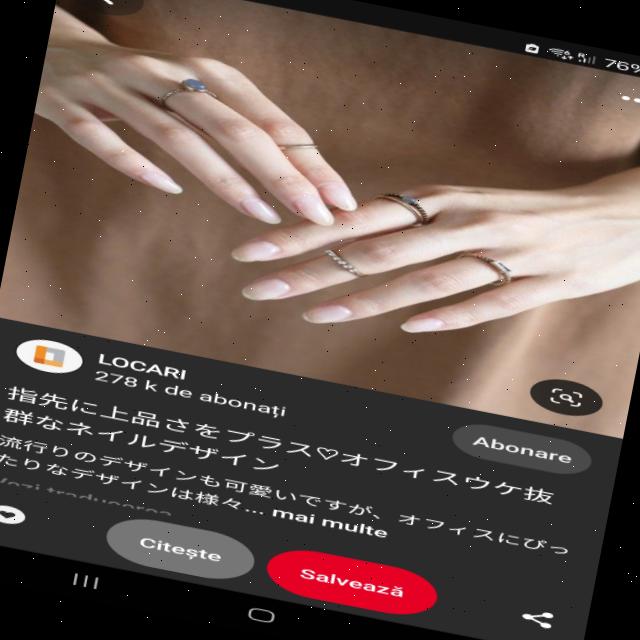 76%
LOCARI
278 k de abonați
Abonare
指先に上品さをプラス♡オフィスウケ抜
群なネイルデザイン
流行りのデザインも可愛いですが、オフィスにぴっ
たりなデザインは様々... mai multe
Vezi traducerea
Citește
Salvează